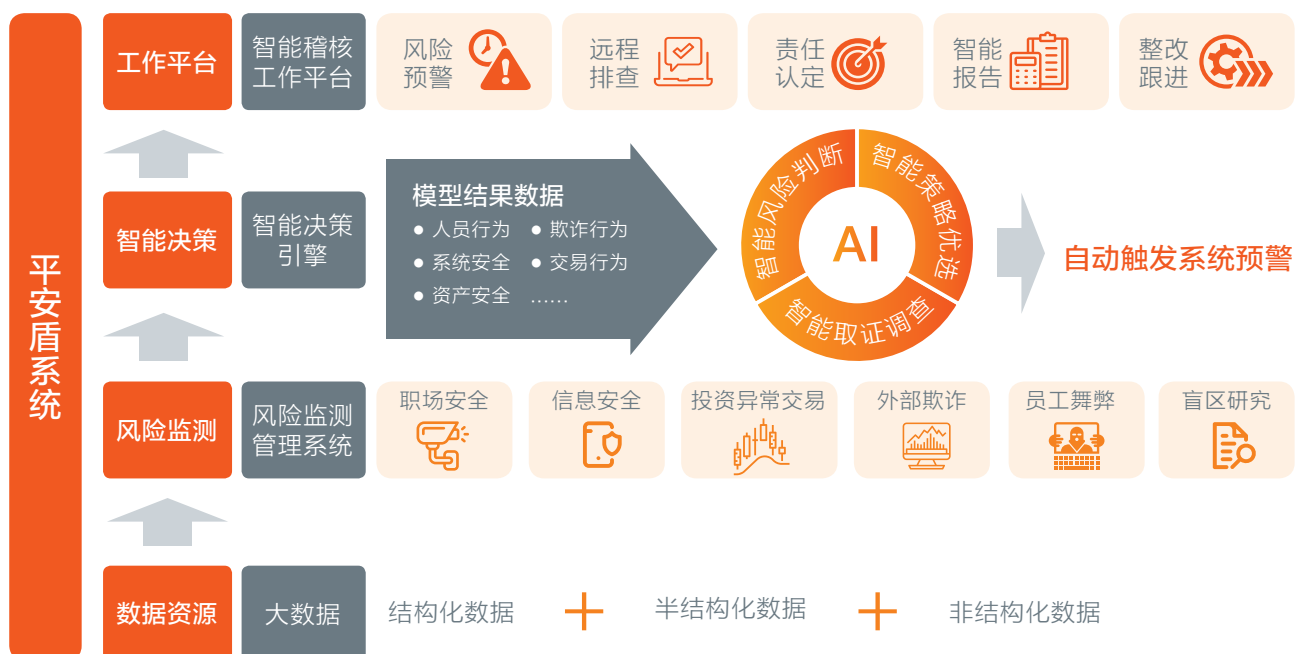 平安盾系统
工作平台
智能稽核
工作平台
风险
预警
远程
排查
责任
认定
智能
报告
整改
跟进
智能决策
智能决策
引擎
模型结果数据
● 人员行为 ● 欺诈行为
● 系统安全 ● 交易行为
● 资产安全 ……
智能风险判断
智能策略优选
智能取证调查
AI
自动触发系统预警
风险监测
风险监测
管理系统
职场安全
信息安全
投资异常交易
外部欺诈
员工舞弊
盲区研究
数据资源
大数据
结构化数据 + 半结构化数据 + 非结构化数据